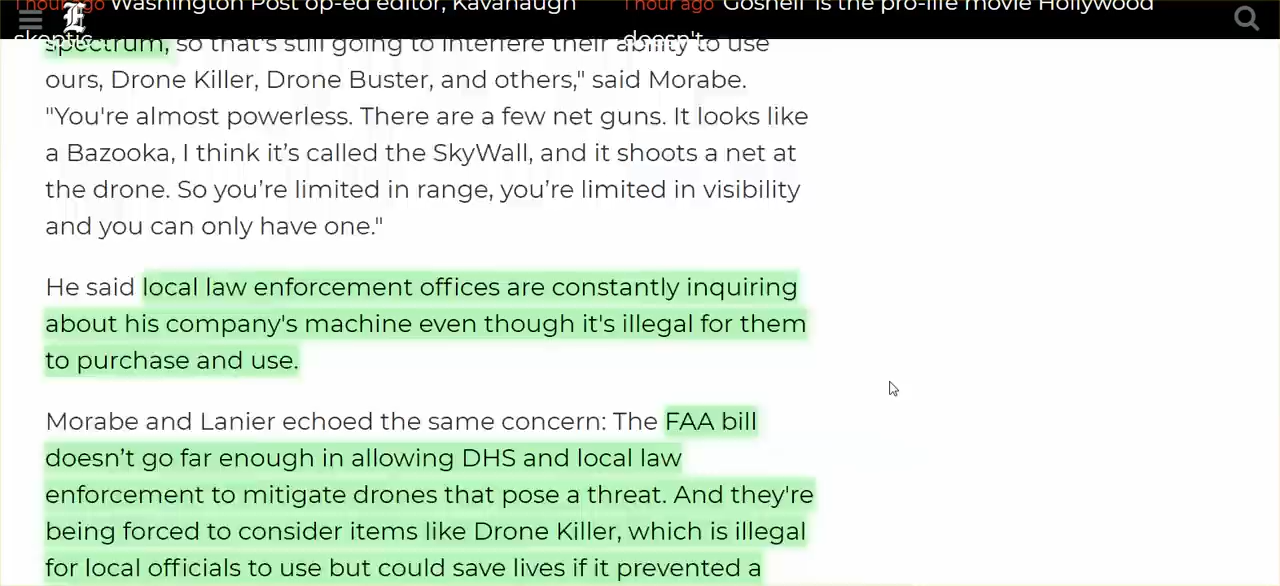 1 hour ago Washington Post op-ed editor, Kavanaugh
skeptic
1 hour ago 'Gosnell' is the pro-life movie Hollywood
doesn't
spectrum, so that's still going to interfere their ability to use
ours, Drone Killer, Drone Buster, and others," said Morabe.
"You're almost powerless. There are a few net guns. It looks like
a Bazooka, I think it’s called the SkyWall, and it shoots a net at
the drone. So you’re limited in range, you’re limited in visibility
and you can only have one."
He said local law enforcement offices are constantly inquiring
about his company's machine even though it's illegal for them
to purchase and use.
Morabe and Lanier echoed the same concern: The FAA bill
doesn’t go far enough in allowing DHS and local law
enforcement to mitigate drones that pose a threat. And they're
being forced to consider items like Drone Killer, which is illegal
for local officials to use but could save lives if it prevented a